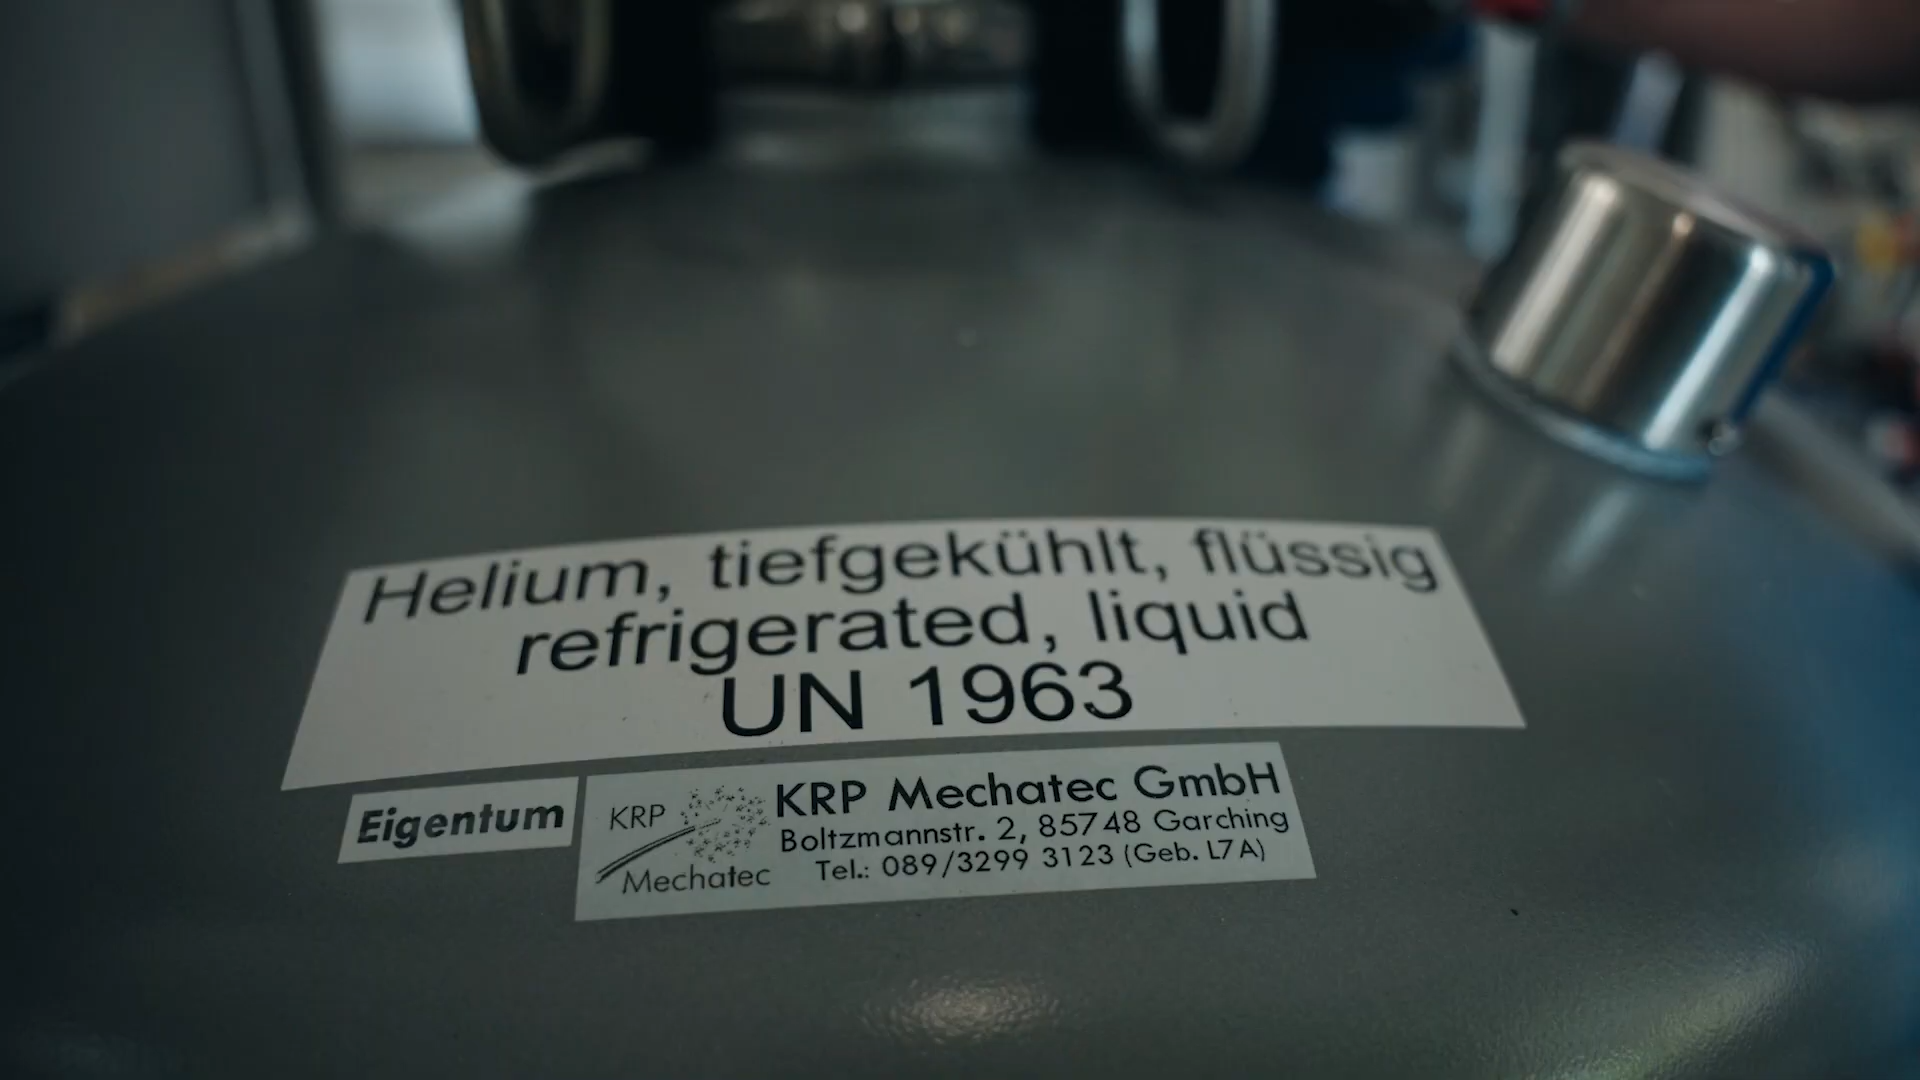 Helium, tiefgekühlt, flüssig
refrigerated, liquid
UN 1963
Eigentum
KRP
Mechatec
KRP Mechatec GmbH
Boltzmannstr. 2, 85748 Garching
Tel.: 089/3299 3123 (Geb. L7A)